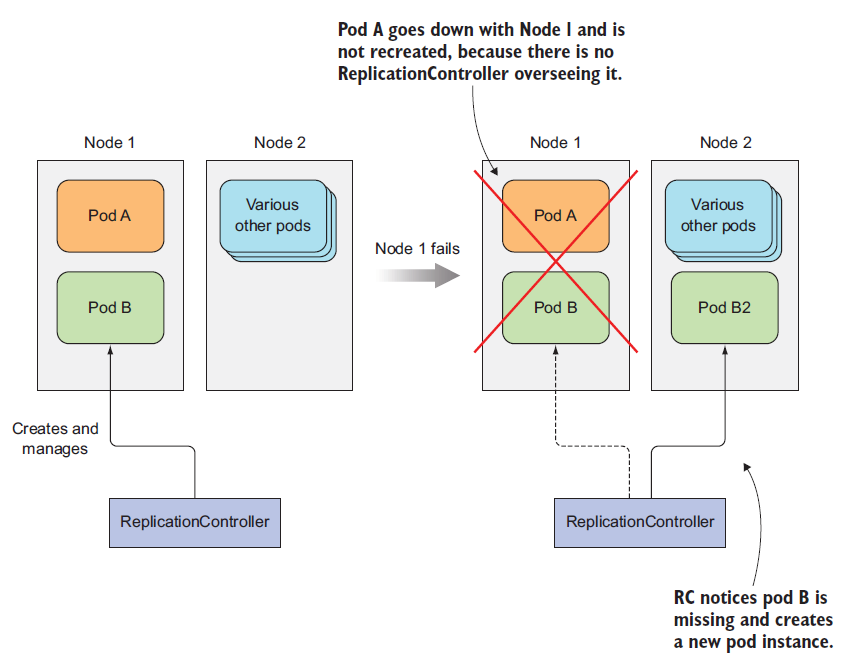 Pod A goes down with Node 1 and is
not recreated, because there is no
ReplicationController overseeing it.
Node 1
Node 2
Pod A
Various
other pods
Pod B
Creates and
manages
ReplicationController
Node 1 fails
Node 1
Node 2
Pod A
Various
other pods
Pod B
Pod B2
ReplicationController
RC notices pod B is
missing and creates
a new pod instance.